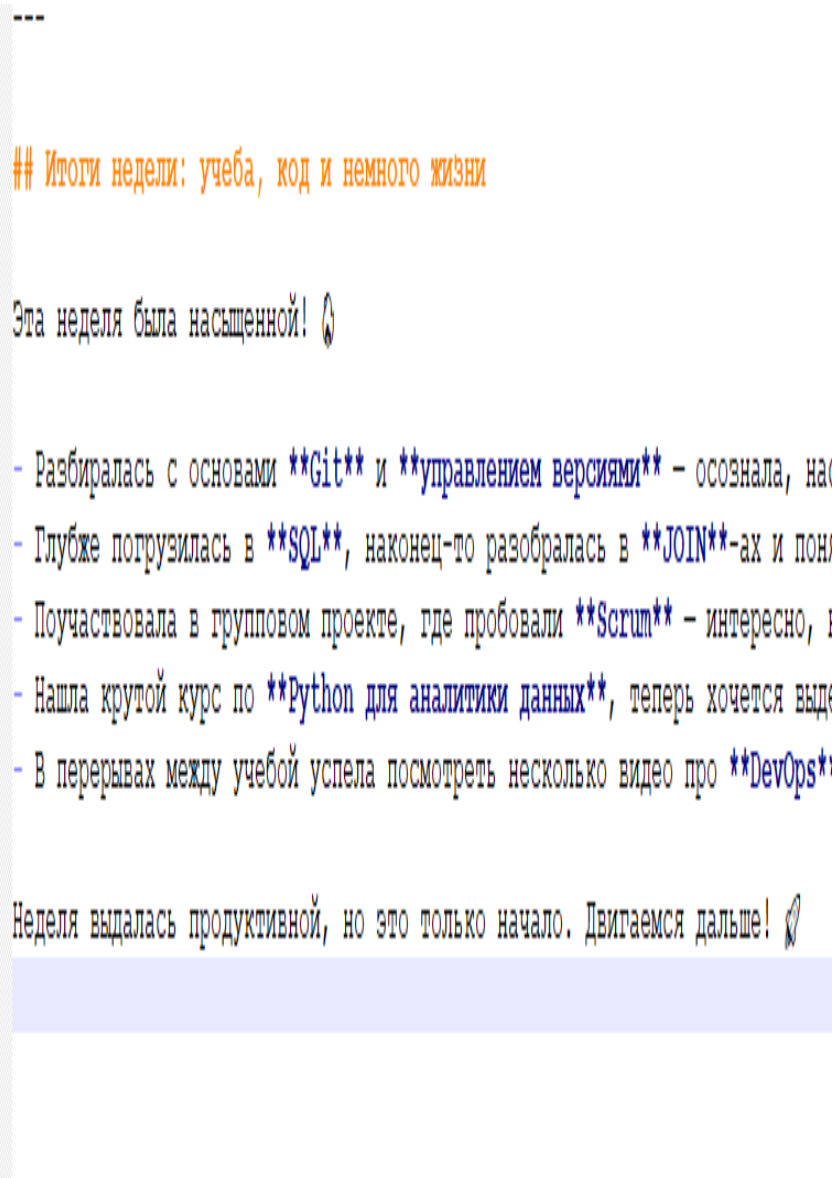 ---
## Итоги недели: учеба, код и немного жизни
Эта неделя была насыщенной! 🔥
- Разбиралась с основами **Git** и **управлением версиями** – осознала,
- Глубже погрузилась в **SQL**, наконец-то разобралась в **JOIN**-ах и
- Поучаствовала в групповом проекте, где пробовали **Scrum** – интересно,
- Нашла крутой курс по **Python для аналитики данных**, теперь хочется
- В перерывах между учебой успела посмотреть несколько видео про **DevOps**
Неделя выдалась продуктивной, но это только начало. Двигаемся дальше! 🚀